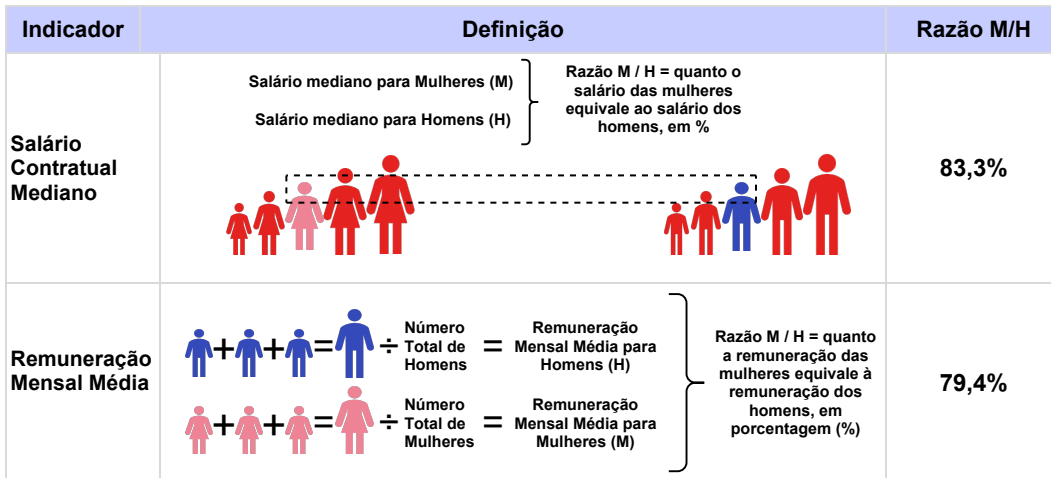 Indicador
Definição
Razão M/H
Salário
Contratual
Mediano
Salário mediano para Mulheres (M)
Salário mediano para Homens (H)
Razão M / H = quanto o
salário das mulheres
equivale ao salário dos
homens, em %
83,3%
Remuneração
Mensal Média
+ + = ÷
Número
Total de
Homens
=
Remuneração
Mensal Média para
Homens (H)
+ + = ÷
Número
Total de
Mulheres
=
Remuneração
Mensal Média para
Mulheres (M)
Razão M / H = quanto
a remuneração das
mulheres equivale à
remuneração dos
homens, em
porcentagem (%)
79,4%